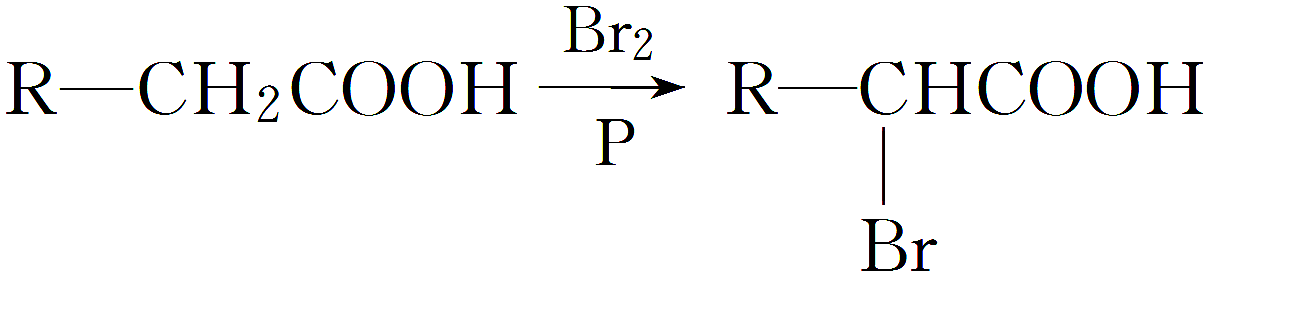 Br₂
R—CH₂COOH → R—CHCOOH
P
Br